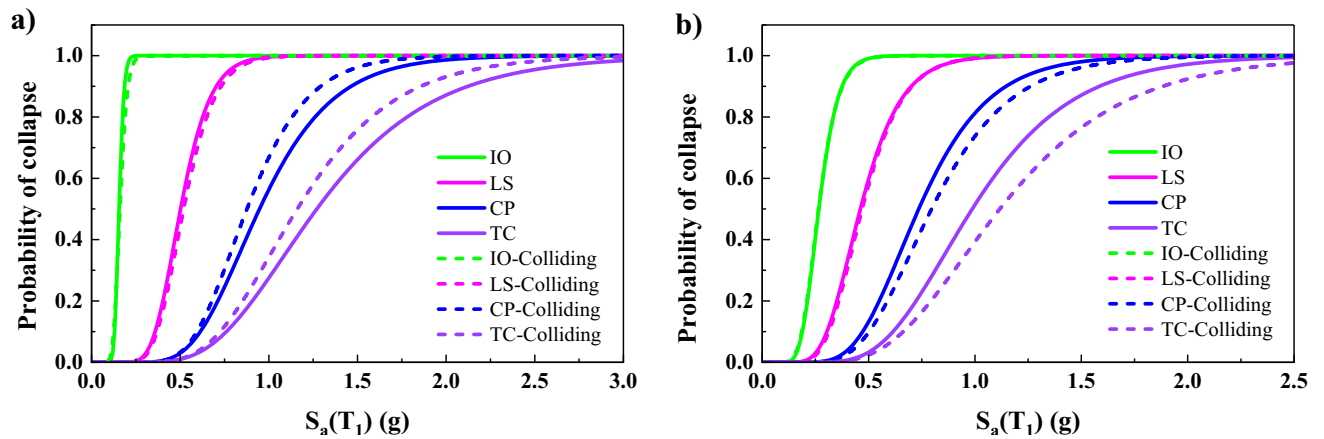 a)
Probability of collapse
1.0
0.8
0.6
0.4
0.2
0.0
IO
LS
CP
TC
IO-Colliding
LS-Colliding
CP-Colliding
TC-Colliding
0.0 0.5 1.0 1.5 2.0 2.5 3.0
Sa(T1) (g)
b)
Probability of collapse
1.0
0.8
0.6
0.4
0.2
0.0
IO
LS
CP
TC
IO-Colliding
LS-Colliding
CP-Colliding
TC-Colliding
0.0 0.5 1.0 1.5 2.0 2.5
Sa(T1) (g)